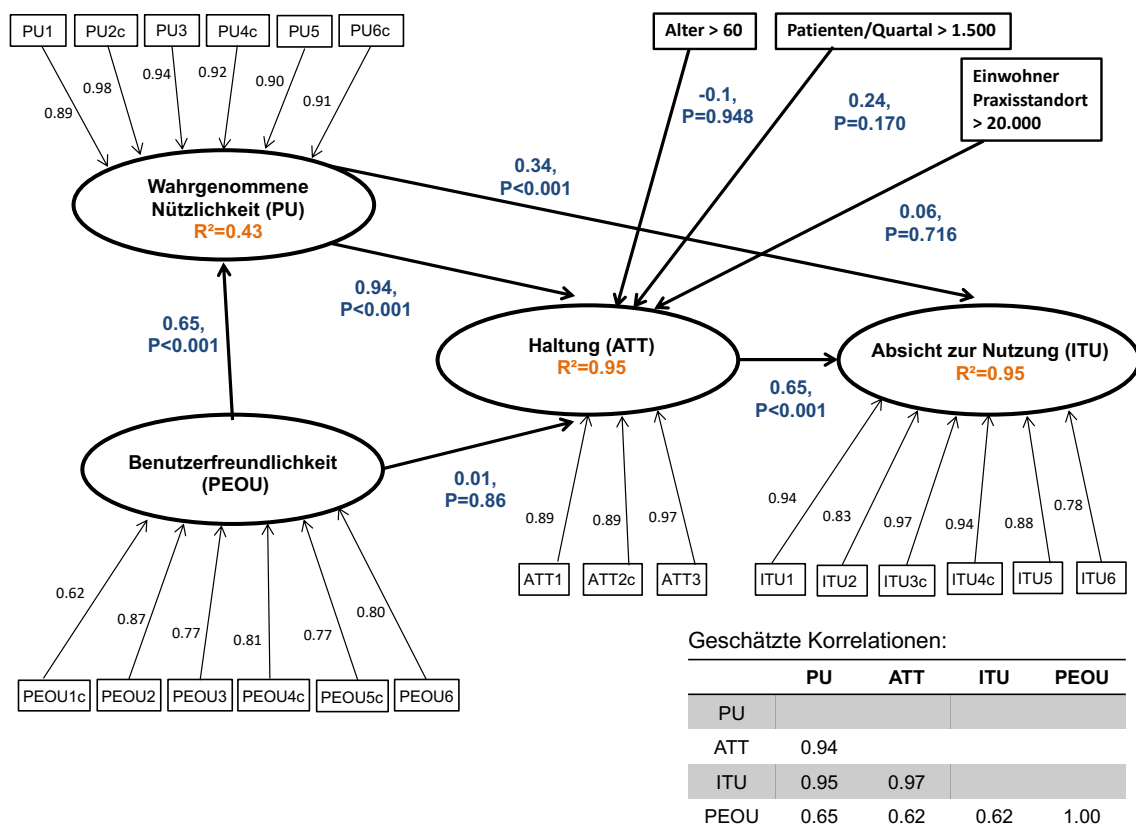 PU1 PU2c PU3 PU4c PU5 PU6c
0.89 0.98 0.94 0.92 0.90 0.91
Alter > 60
Patienten/Quartal > 1.500
Einwohner
Praxisstandort
> 20.000
-0.1,
P=0.948
0.24,
P=0.170
0.06,
P=0.716
Wahrgenommene
Nützlichkeit (PU)
R²=0.43
0.34,
P<0.001
0.94,
P<0.001
0.65,
P<0.001
Haltung (ATT)
R²=0.95
0.65,
P<0.001
Absicht zur Nutzung (ITU)
R²=0.95
Benutzerfreundlichkeit
(PEOU)
0.01,
P=0.86
0.62 0.87 0.77 0.81 0.77 0.80
PEOU1c PEOU2 PEOU3 PEOU4c PEOU5c PEOU6
0.89 0.89 0.97
ATT1 ATT2c ATT3
0.94 0.83 0.97 0.94 0.88 0.78
ITU1 ITU2 ITU3c ITU4c ITU5 ITU6
Geschätzte Korrelationen:
PU ATT ITU PEOU
PU
ATT 0.94
ITU 0.95 0.97
PEOU 0.65 0.62 0.62 1.00